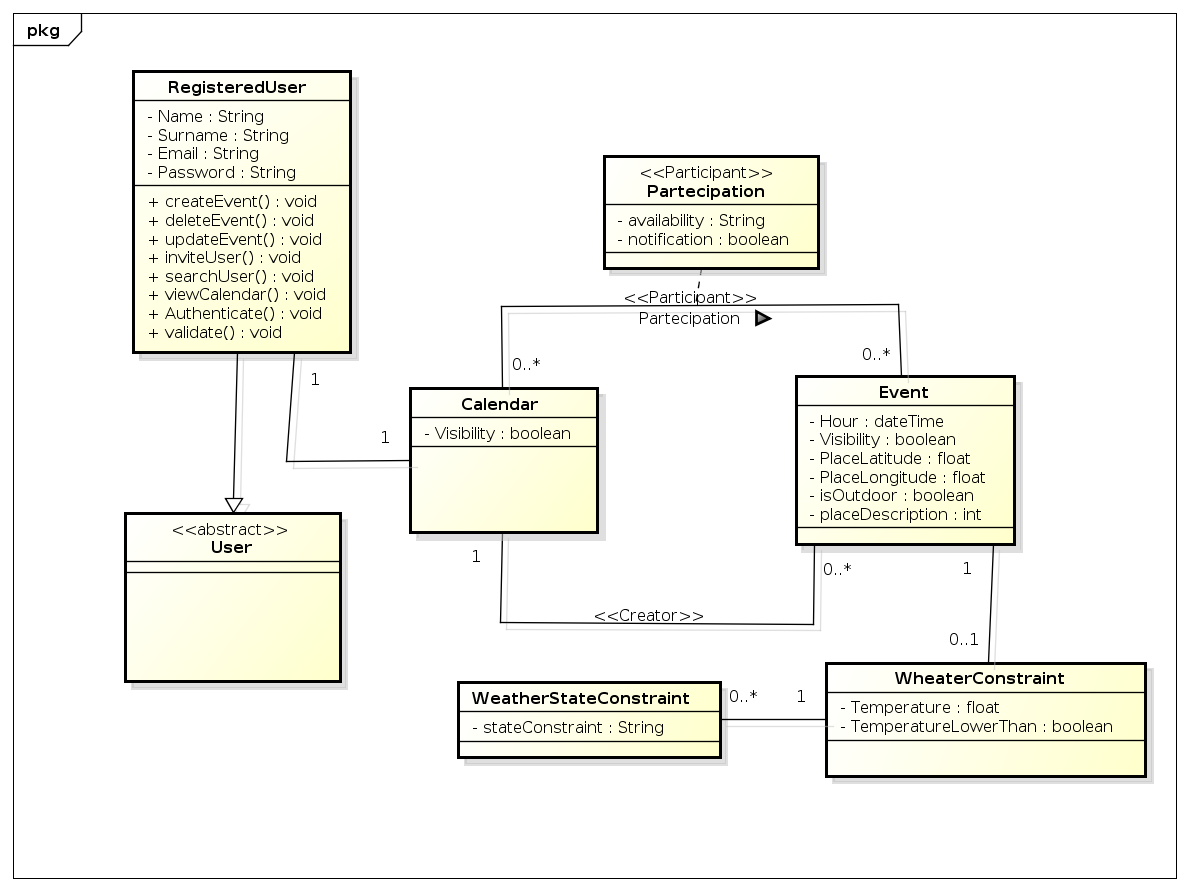 pkg
RegisteredUser
- Name : String
- Surname : String
- Email : String
- Password : String
+ createEvent() : void
+ deleteEvent() : void
+ updateEvent() : void
+ inviteUser() : void
+ searchUser() : void
+ viewCalendar() : void
+ Authenticate() : void
+ validate() : void
<<Participant>>
Partecipation
- availability : String
- notification : boolean
<<Participant>>
Partecipation
0..*
0..*
1
1
Calendar
- Visibility : boolean
Event
- Hour : dateTime
- Visibility : boolean
- PlaceLatitude : float
- PlaceLongitude : float
- isOutdoor : boolean
- placeDescription : int
<<abstract>>
User
1
0..*
<<Creator>>
1
0..1
WeatherStateConstraint
- stateConstraint : String
0..*
1
WheaterConstraint
- Temperature : float
- TemperatureLowerThan : boolean